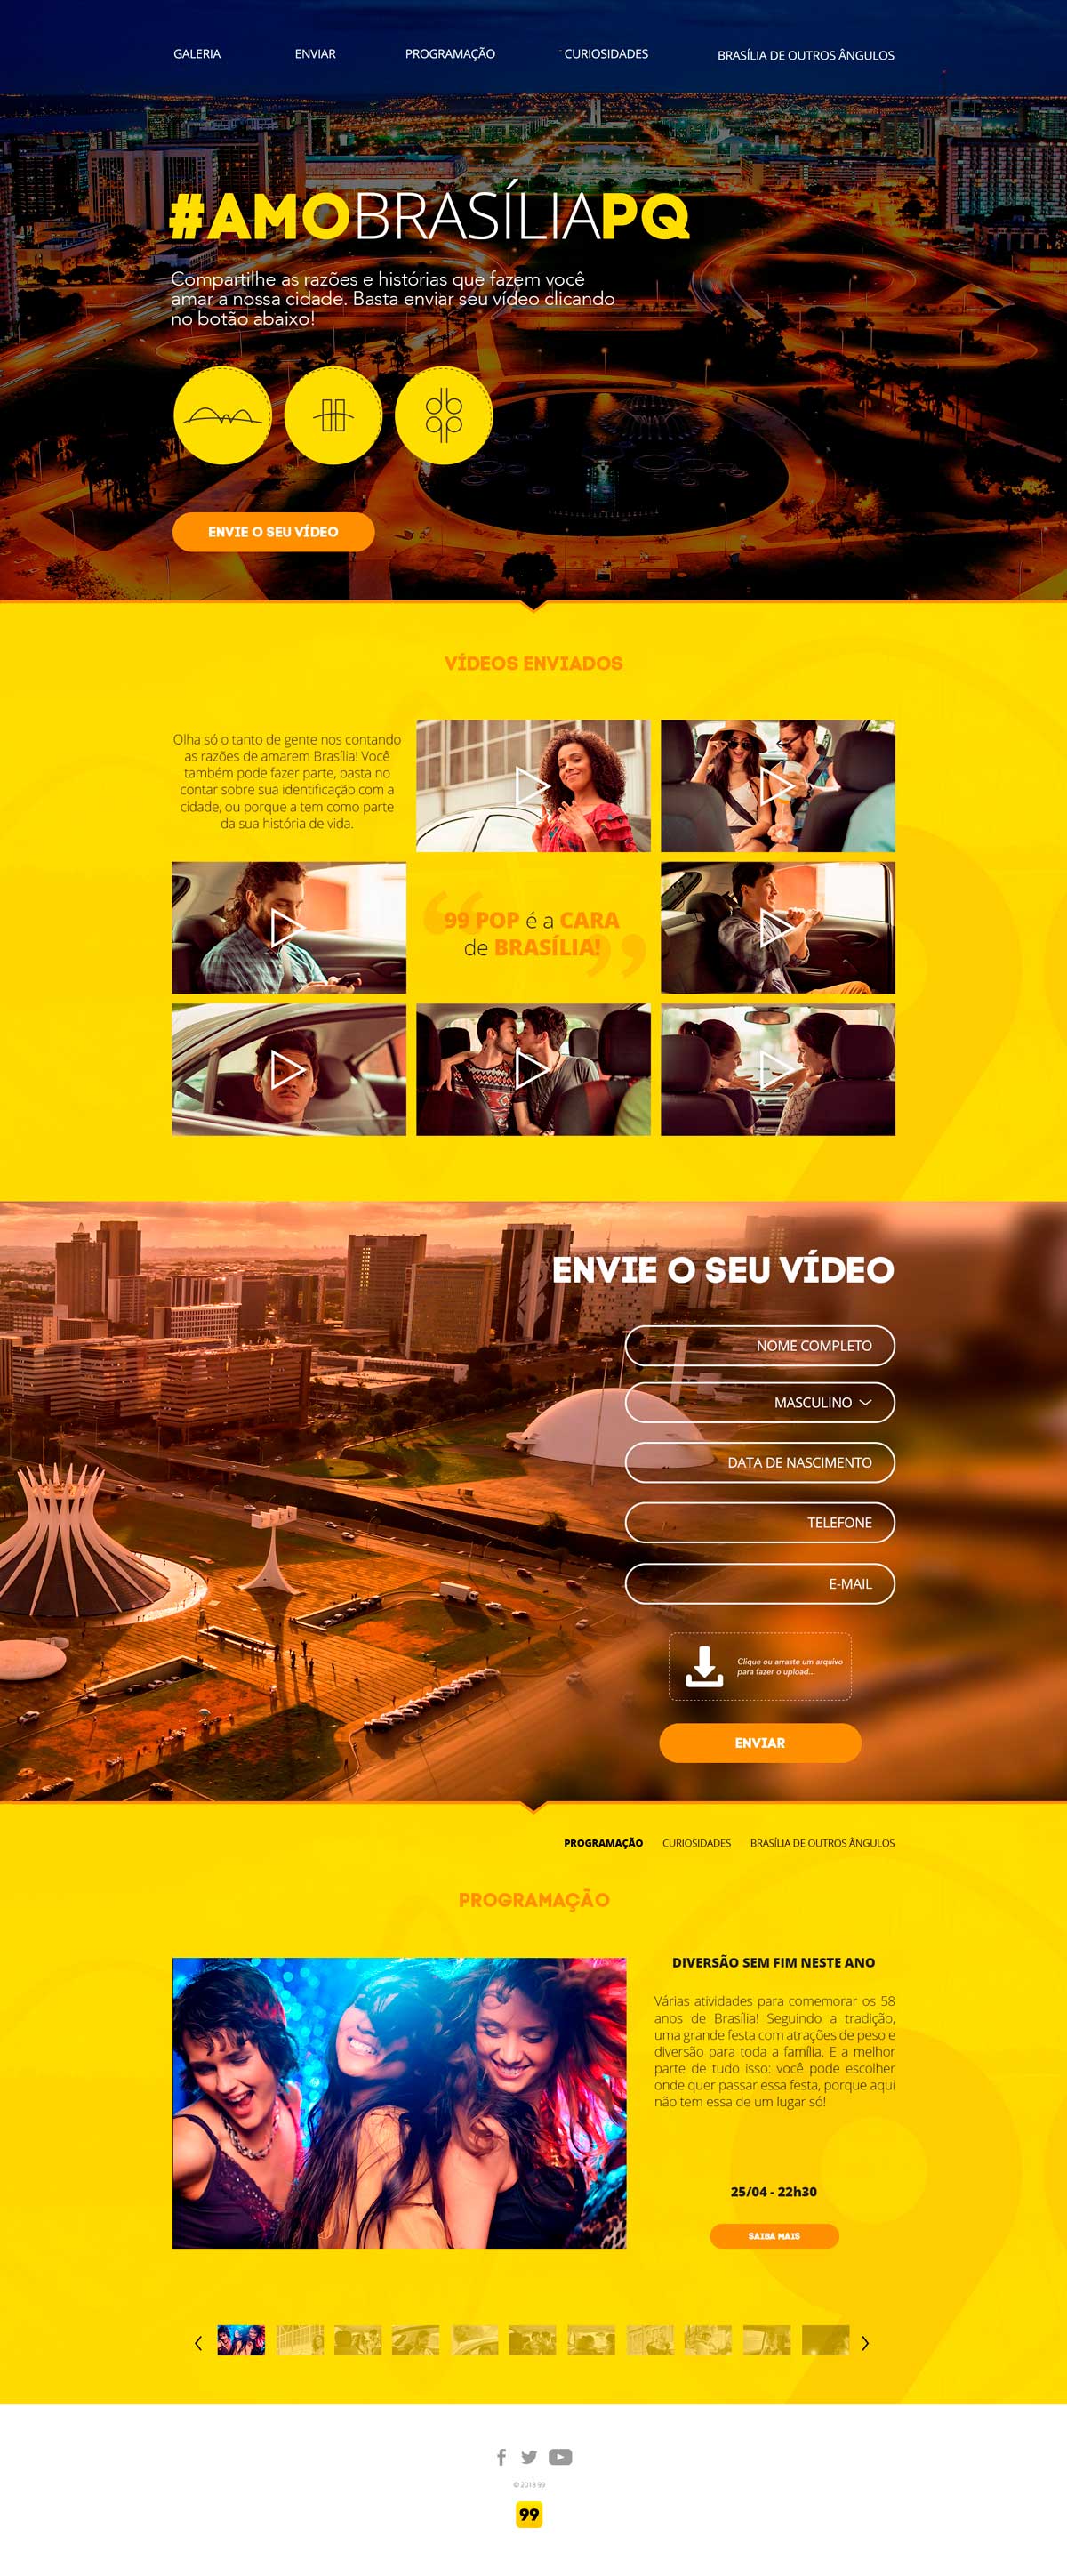 GALERIA
ENVIAR
PROGRAMAÇÃO
CURIOSIDADES
BRASÍLIA DE OUTROS ÂNGULOS
#AMOBRASÍLIAPQ
Compartilhe as razões e histórias que fazem você
amar a nossa cidade. Basta enviar seu vídeo clicando
no botão abaixo!
ENVIE O SEU VÍDEO
VÍDEOS ENVIADOS
Olha só o tanto de gente nos contando
as razões de amarem Brasília! Você
também pode fazer parte, basta no
contar sobre sua identificação com a
cidade, ou porque a tem como parte
da sua história de vida.
“99 POP é a CARA
de BRASÍLIA!”
ENVIE O SEU VÍDEO
NOME COMPLETO
MASCULINO
DATA DE NASCIMENTO
TELEFONE
E-MAIL
Clique ou arraste um arquivo
para fazer o upload...
ENVIAR
PROGRAMAÇÃO
CURIOSIDADES
BRASÍLIA DE OUTROS ÂNGULOS
PROGRAMAÇÃO
DIVERSÃO SEM FIM NESTE ANO
Várias atividades para comemorar os 58
anos de Brasília! Seguindo a tradição,
uma grande festa com atrações de peso e
diversão para toda a família. E a melhor
parte de tudo isso: você pode escolher
onde quer passar essa festa, porque aqui
não tem essa de um lugar só!
25/04 - 22h30
SAIBA MAIS
© 2018 99
99